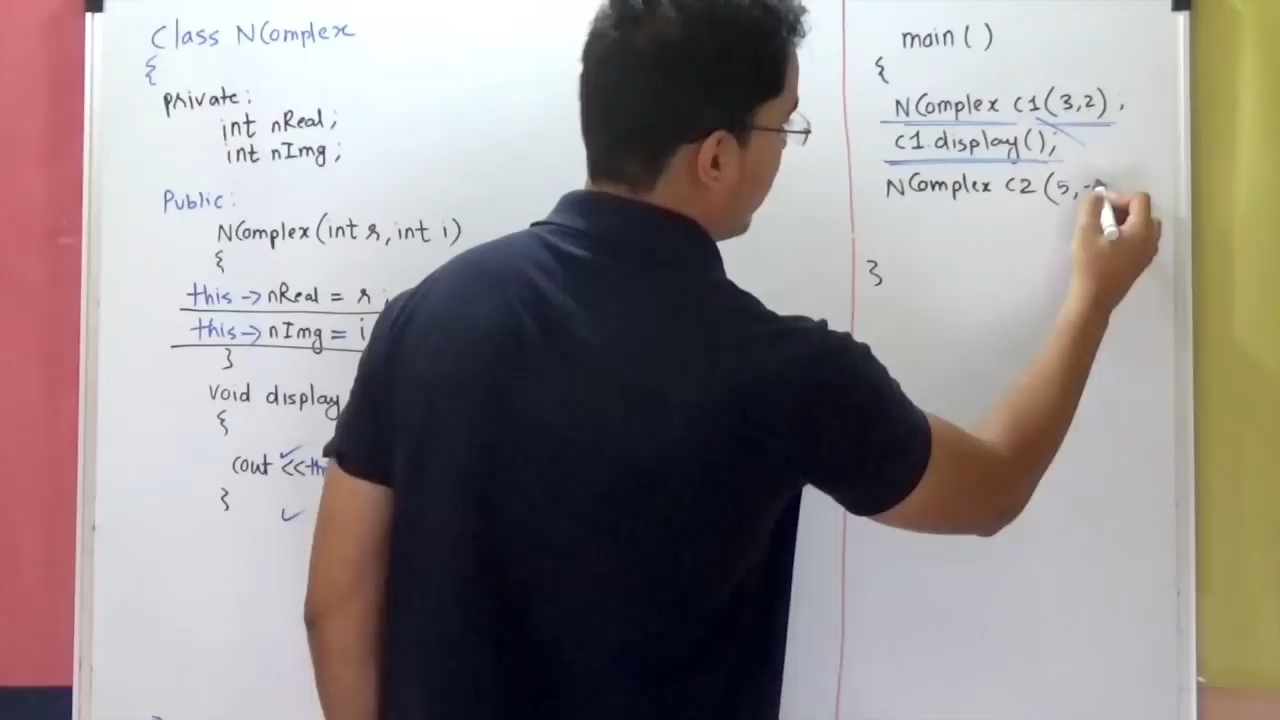 Class NComplex
{
private:
int nReal;
int nImg;
Public:
NComplex(int r, int i)
{
this->nReal = r;
this->nImg = i
}
void display
{
cout <<th
}
main()
{
NComplex C1(3,2),
C1.display();
NComplex C2(5,-
}